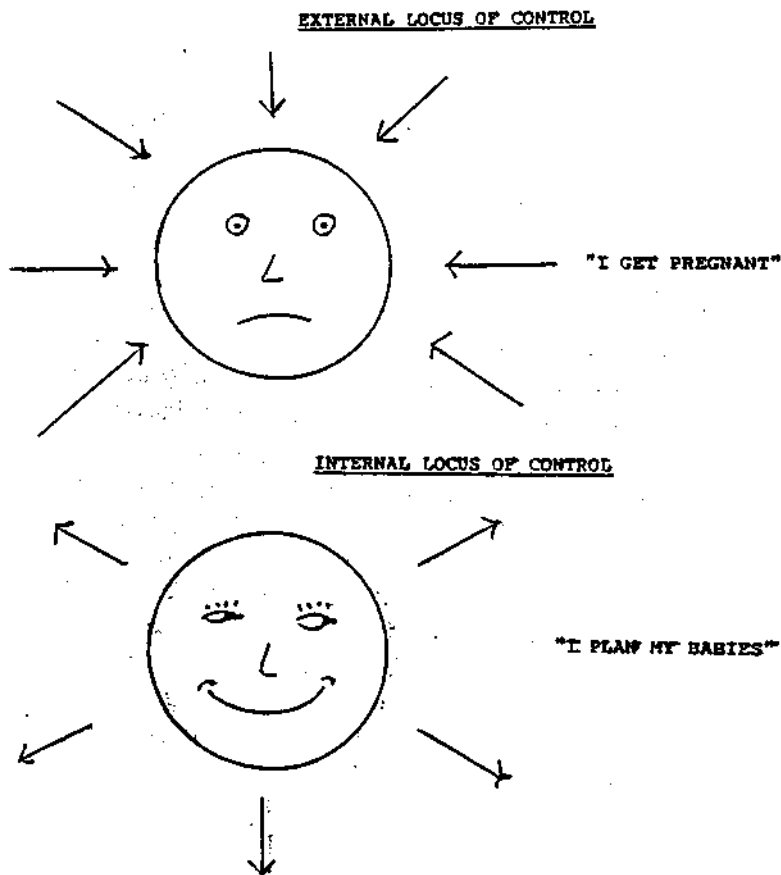 EXTERNAL LOCUS OF CONTROL
"I GET PREGNANT"
INTERNAL LOCUS OF CONTROL
"I PLAN MY BABIES"